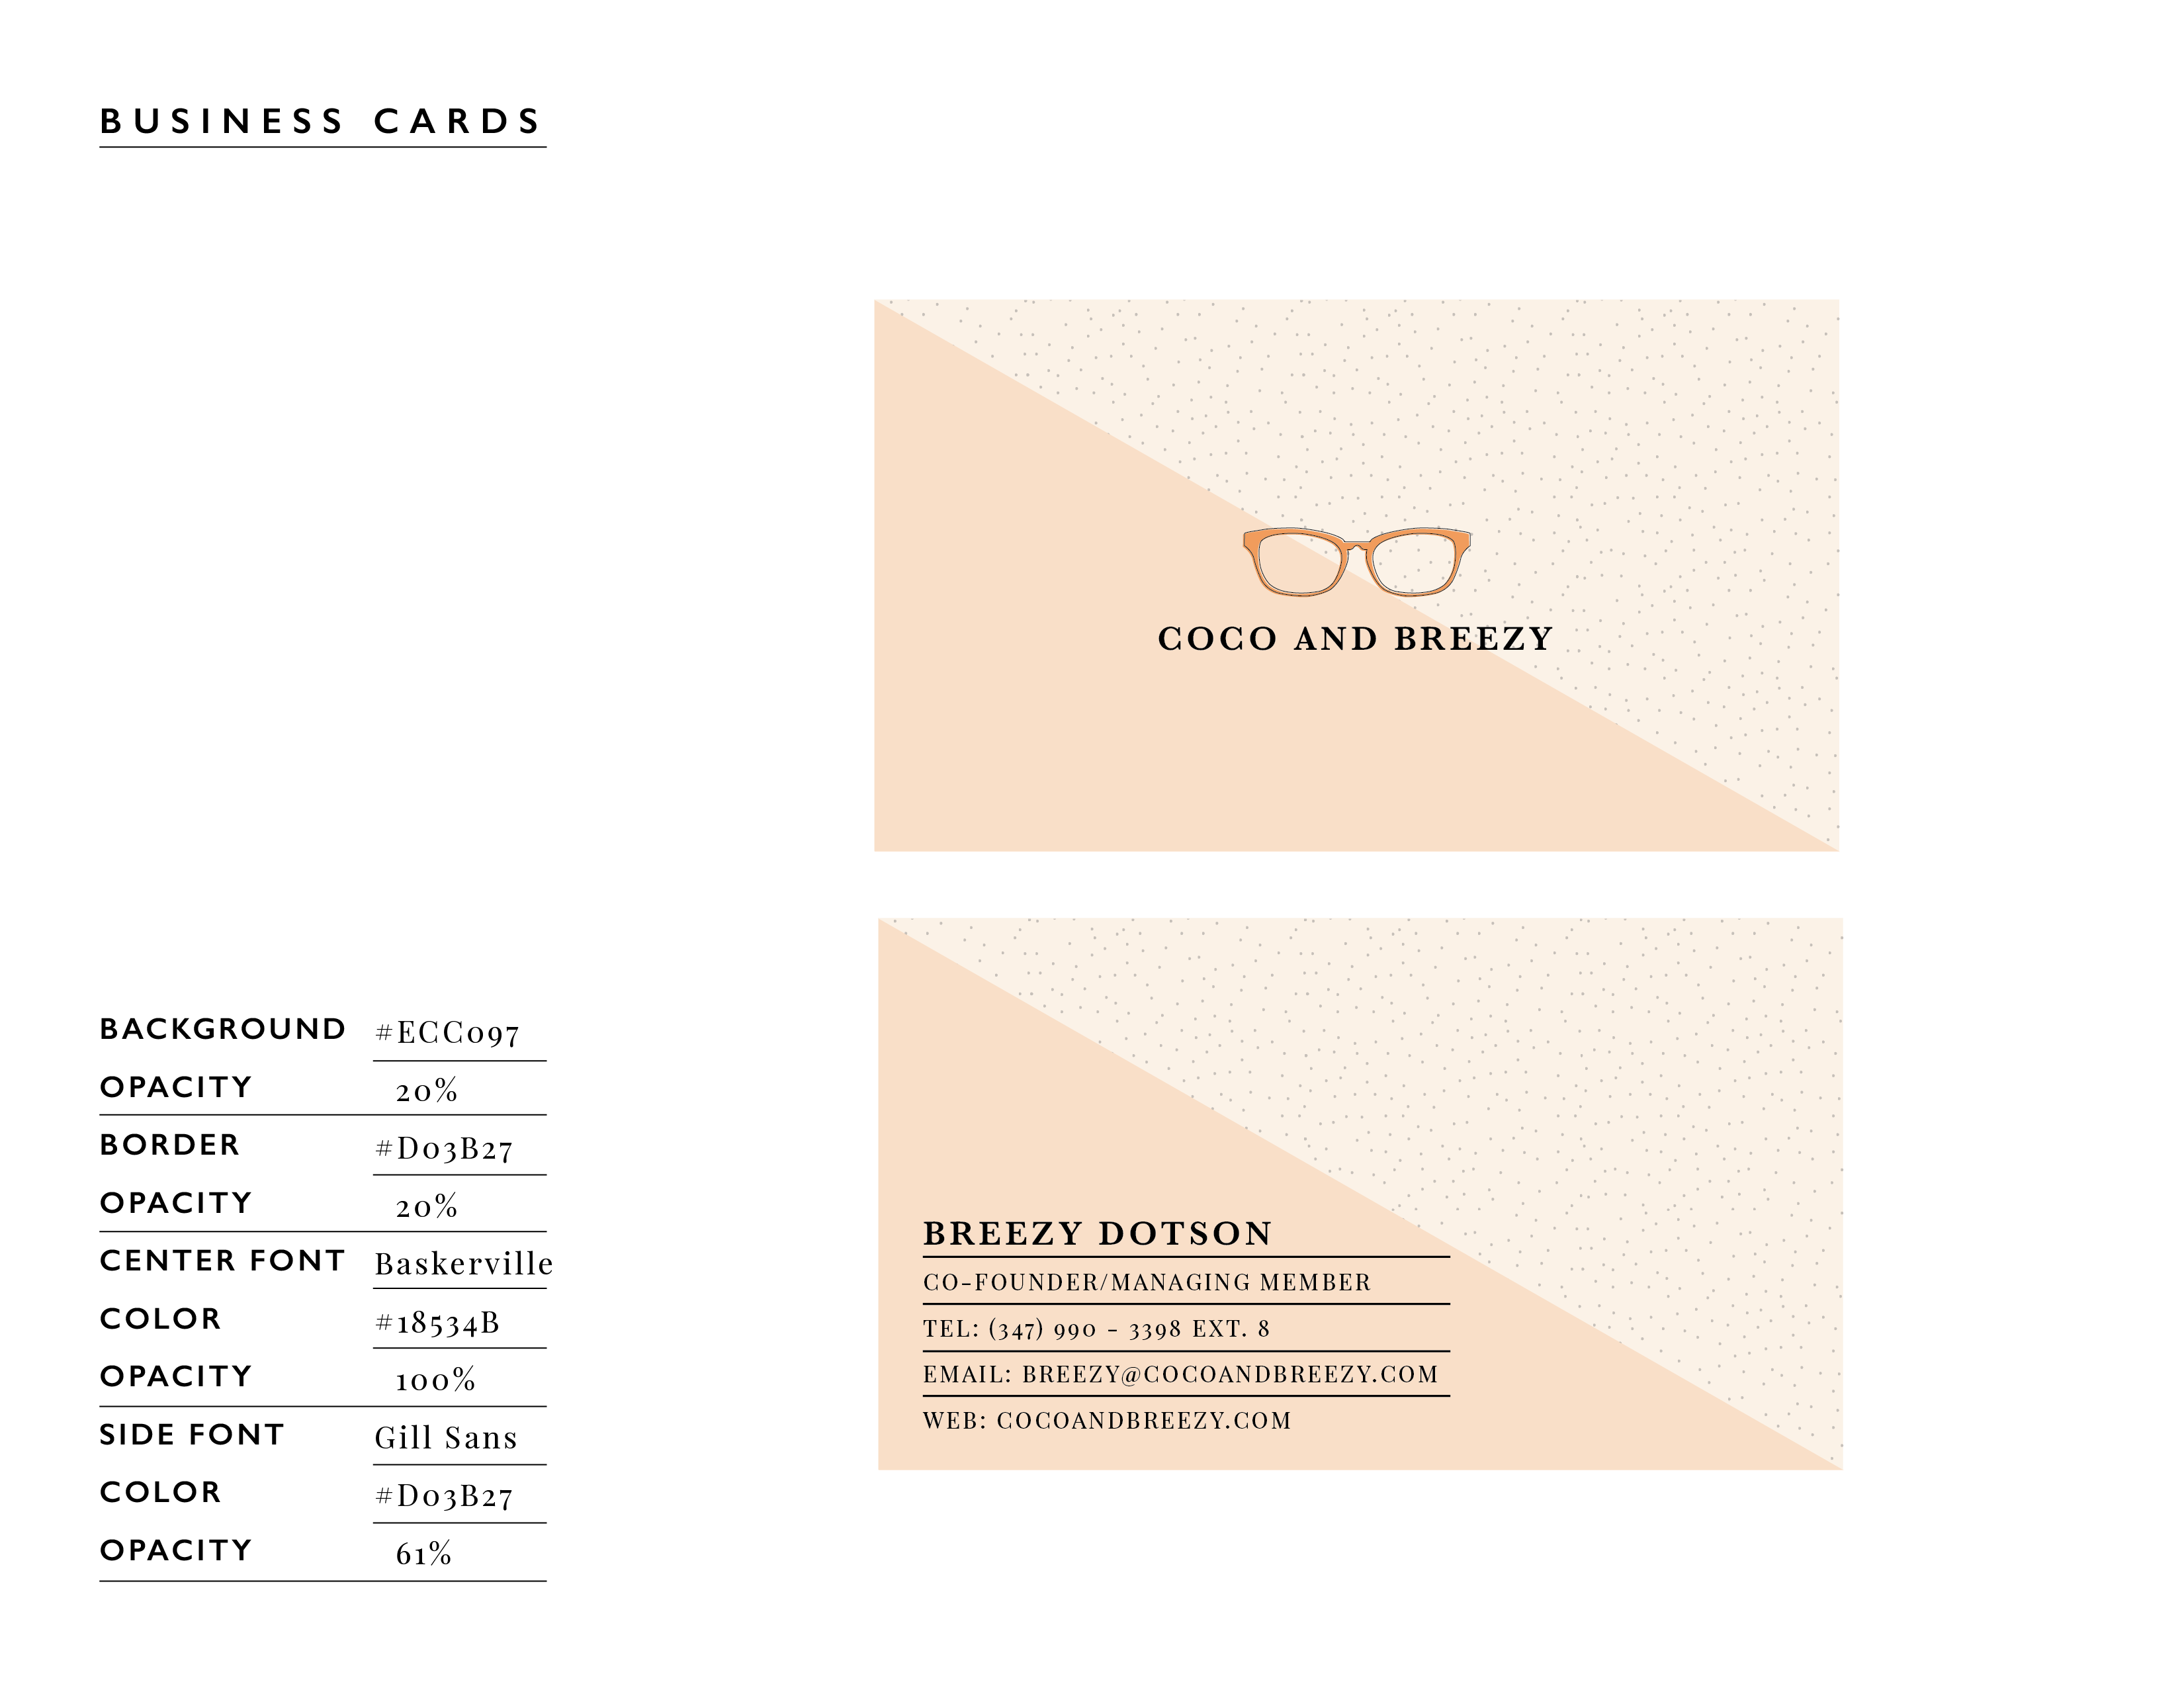 BUSINESS CARDS
COCO AND BREEZY
BACKGROUND #ECC097
OPACITY 20%
BORDER #D03B27
OPACITY 20%
CENTER FONT Baskerville
COLOR #18534B
OPACITY 100%
SIDE FONT Gill Sans
COLOR #D03B27
OPACITY 61%
BREEZY DOTSON
CO-FOUNDER/MANAGING MEMBER
TEL: (347) 990 - 3398 EXT. 8
EMAIL: BREEZY@COCOANDBREEZY.COM
WEB: COCOANDBREEZY.COM